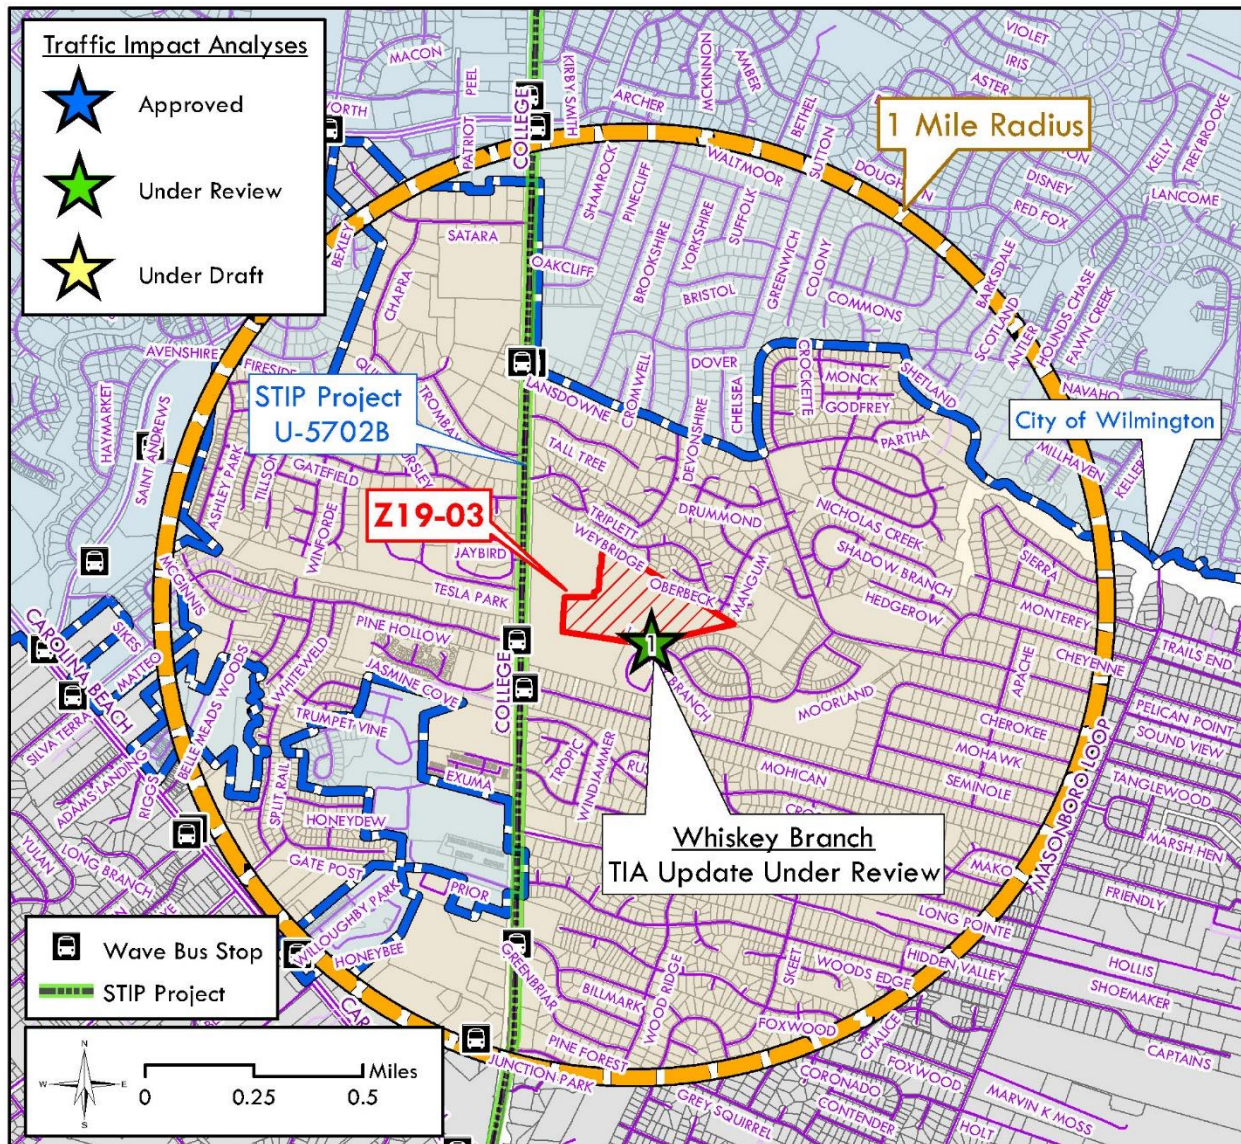 Traffic Impact Analyses
Approved
Under Review
Under Draft
1 Mile Radius
STIP Project
U-5702B
City of Wilmington
Z19-03
1
Whiskey Branch
TIA Update Under Review
Wave Bus Stop
STIP Project
N
W E
S
Miles
0 0.25 0.5
MACON
PEEL
PATRIOT
COLLEGE
KIRBY SMITH
ARCHER
MCKINNON
AMBER
BETHEL
SUTTON
VIOLET
IRIS
ASTER
KELLY
TREYBROOKE
LANCOME
DISNEY
RED FOX
WALTMOOR
SHAMROCK
PINECLIFF
BEXLEY
SATARA
CHAPRA
OAKCLIFF
BROOKSHIRE
YORKSHIRE
SUFFOLK
GREENWICH
COLONY
BRISTOL
COMMONS
BARKSDALE
SCOTLAND
ANTLER
HOUNDS CHASE
FAWN CREEK
NAVAHO
AVENSHIRE
FIRESIDE
HAYMARKET
SAINT ANDREWS
TROMBAY
LANSDOWNE
CROMWELL
DOVER
CHELSEA
DEVONSHIRE
CROCKETTE
MONCK
GODFREY
SHETLAND
PARTHA
MILLHAVEN
KELLER
ASHLEY PARK
TILLSON
GATEFIELD
WINFORDE
TALL TREE
TRIPLETT
WEYBRIDGE
DRUMMOND
OBERBECK
MANGUM
NICHOLAS CREEK
SHADOW BRANCH
HEDGEROW
SIERRA
MONTEREY
CHEYENNE
APACHE
TRAILS END
JAYBIRD
TESLA PARK
MCGINNIS
CAROLINA BEACH
SIKES
MATTEO
PINE HOLLOW
WHITEWELD
JASMINE COVE
TRUMPET VINE
BELLE MEADS WOODS
SILVA TERRA
ADAMS LANDING
RIGGS
SPLIT RAIL
COLLEGE
EXUMA
HONEYDEW
GATE POST
TROPIC
WINDJAMMER
BRANCH
MOORLAND
CHEROKEE
MOHAWK
SEMINOLE
MOHICAN
MASONBORO LOOP
PELICAN POINT
SOUND VIEW
TANGLEWOOD
MARSH HEN
FRIENDLY
MAKO
LONG POINTE
YULAN
LONG BRANCH
WILLOUGHBY PARK
PRIOR
HONEYBEE
GREENBRIAR
BILLMARK
WOOD RIDGE
SKEET
WOODS EDGE
HIDDEN VALLEY
HOLLIS
SHOEMAKER
CAPTAINS
FOXWOOD
CHALICE
FOXWOOD
PINE FOREST
JUNCTION PARK
CORONADO
CONTENDER
GREY SQUIRREL
HOLT
MARVIN K MOSS